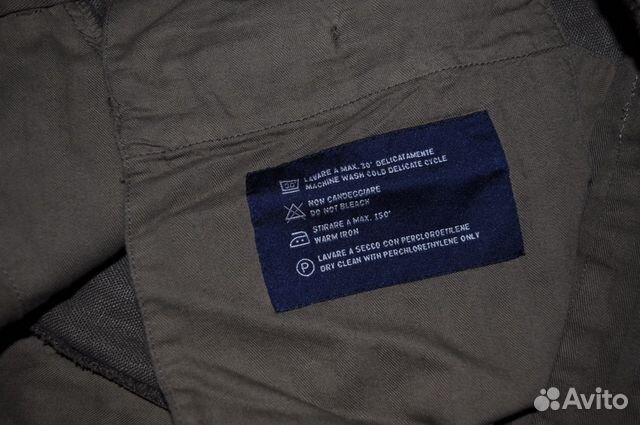 30°
LAVARE A MAX. 30° DELICATAMENTE
MACHINE WASH COLD DELICATE CYCLE
NON CANDEGGIARE
DO NOT BLEACH
STIRARE A MAX. 150°
WARM IRON
P
LAVARE A SECCO CON PERCLOROETILENE
DRY CLEAN WITH PERCHLORETHYLENE ONLY
Avito